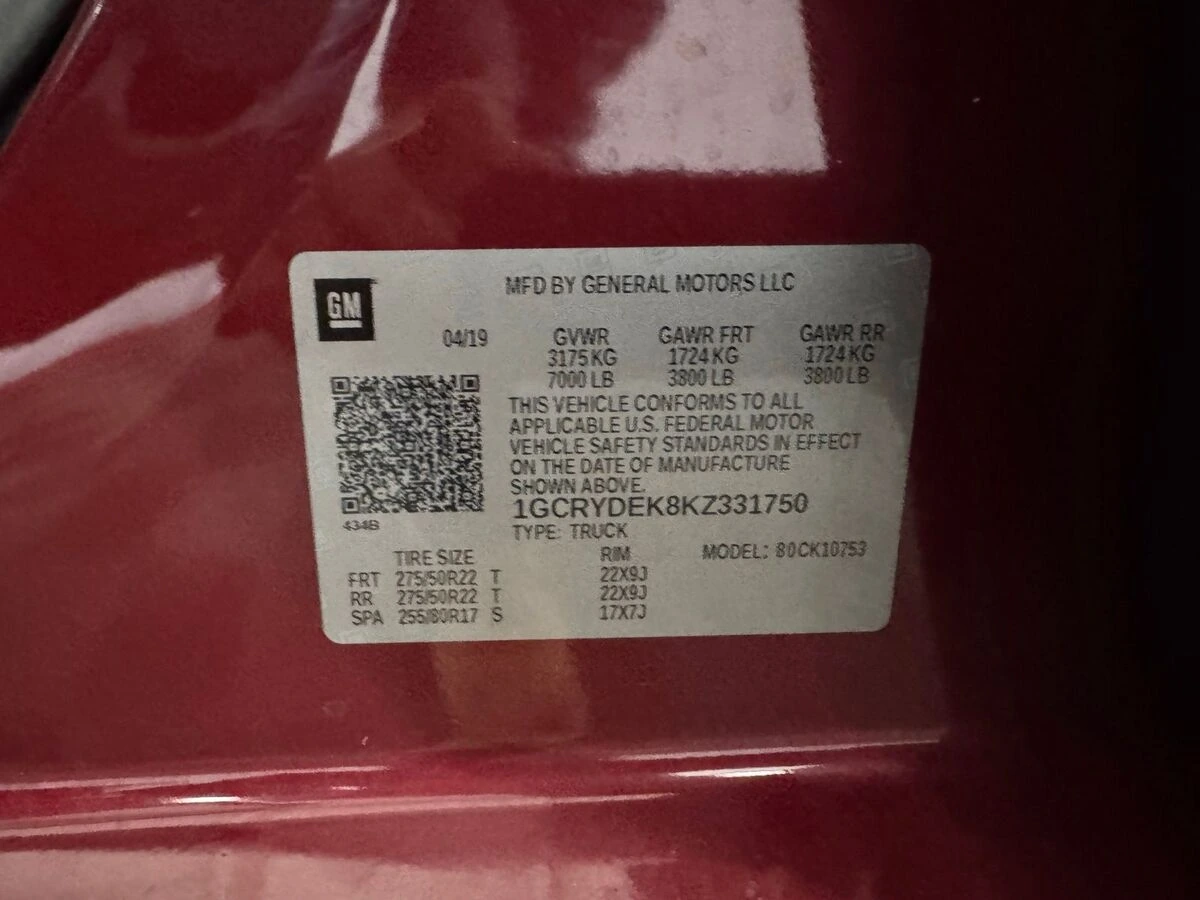 GM
MFD BY GENERAL MOTORS LLC
04/19 GVWR GAWR FRT GAWR RR
3175 KG 1724 KG 1724 KG
7000 LB 3800 LB 3800 LB
THIS VEHICLE CONFORMS TO ALL
APPLICABLE U.S. FEDERAL MOTOR
VEHICLE SAFETY STANDARDS IN EFFECT
ON THE DATE OF MANUFACTURE
SHOWN ABOVE.
1GCRYDEK8KZ331750
434B
TYPE: TRUCK
TIRE SIZE RIM MODEL: 80CK10753
FRT 275/50R22 T 22X9J
RR 275/50R22 T 22X9J
SPA 255/80R17 S 17X7J